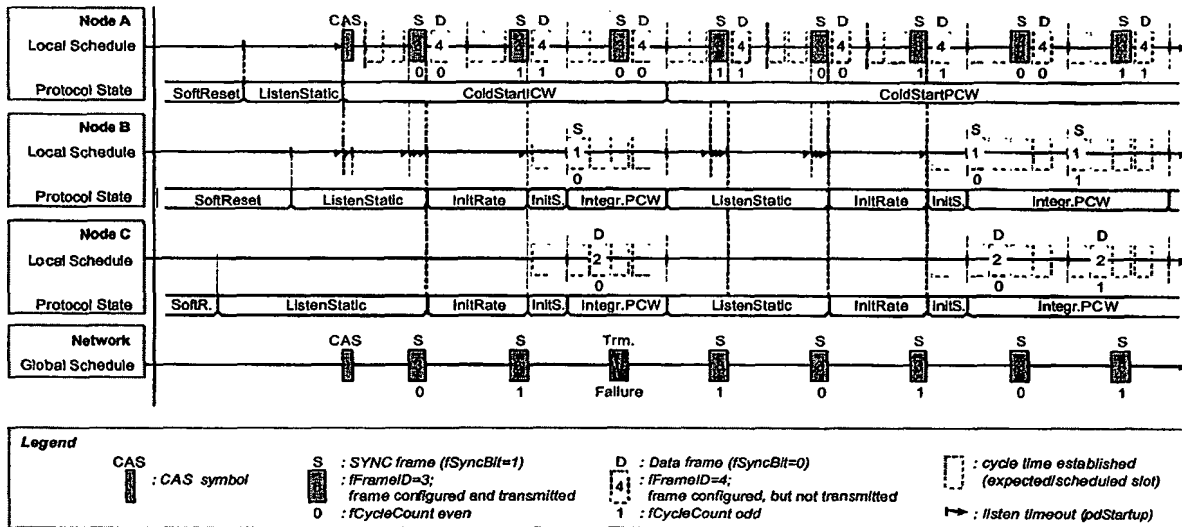 Node A
Local Schedule
Protocol State
CAS S D S D S S D S D S D S D S D
4 4 4 4 4 4 4 4
0 0 1 1 0 0 1 1 0 0 1 1 0 0 1 1
SoftReset ListenStatic ColdStartICW ColdStartPCW
Node B
Local Schedule
Protocol State
S S S
1 1 1
0 0 1
SoftReset ListenStatic InitRate InitS. Integr.PCW ListenStatic InitRate InitS. Integr.PCW
Node C
Local Schedule
Protocol State
D D D
2 2 2
0 0 1
SoftR. ListenStatic InitRate InitS. Integr.PCW ListenStatic InitRate InitS. Integr.PCW
Network
Global Schedule
CAS S S Trm. S S S S S
0 1 Failure 1 0 1 0 1
Legend
CAS : CAS symbol
S : SYNC frame (fSyncBit=1)
: fFrameID=3;
frame configured and transmitted
0 : fCycleCount even
D : Data frame (fSyncBit=0)
4 : fFrameID=4;
frame configured, but not transmitted
1 : fCycleCount odd
: cycle time established
(expected/scheduled slot)
: listen timeout (pdStartup)